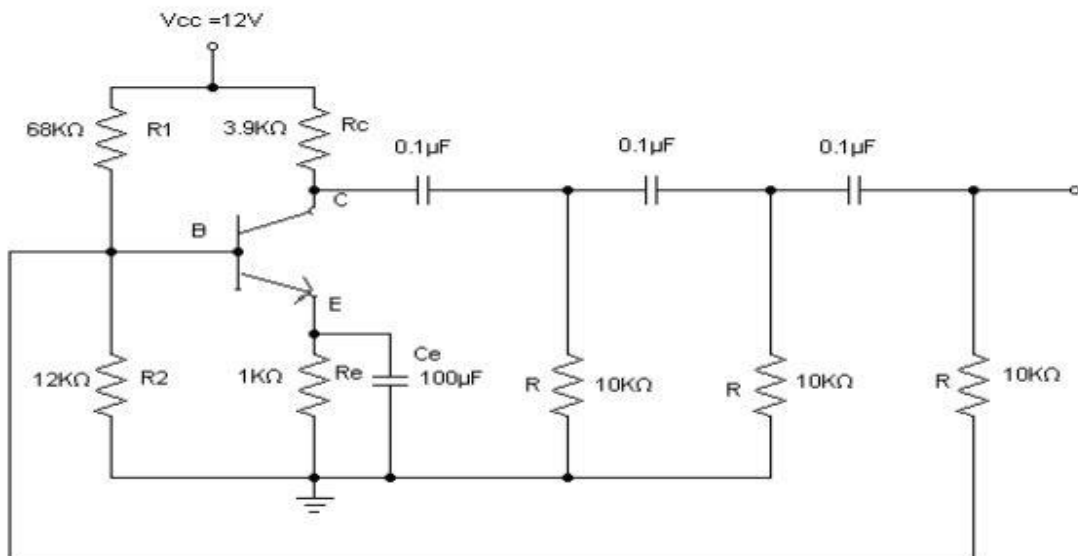 Vcc =12V
68KΩ
R1
3.9KΩ
Rc
0.1µF
0.1µF
0.1µF
C
B
E
12KΩ
R2
1KΩ
Re
Ce
100µF
R
10KΩ
R
10KΩ
R
10KΩ